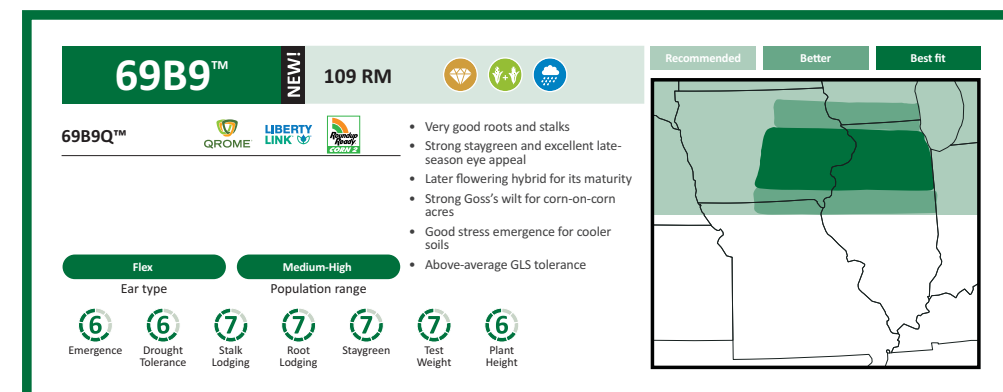 69B9™
NEW!
109 RM
Recommended
Better
Best fit
69B9Q™
QROME®
LIBERTY
LINK
Roundup
Ready
CORN 2
• Very good roots and stalks
• Strong staygreen and excellent late-
season eye appeal
• Later flowering hybrid for its maturity
• Strong Goss’s wilt for corn-on-corn
acres
• Good stress emergence for cooler
soils
• Above-average GLS tolerance
Flex
Ear type
Medium-High
Population range
6
Emergence
6
Drought
Tolerance
7
Stalk
Lodging
7
Root
Lodging
7
Staygreen
7
Test
Weight
6
Plant
Height